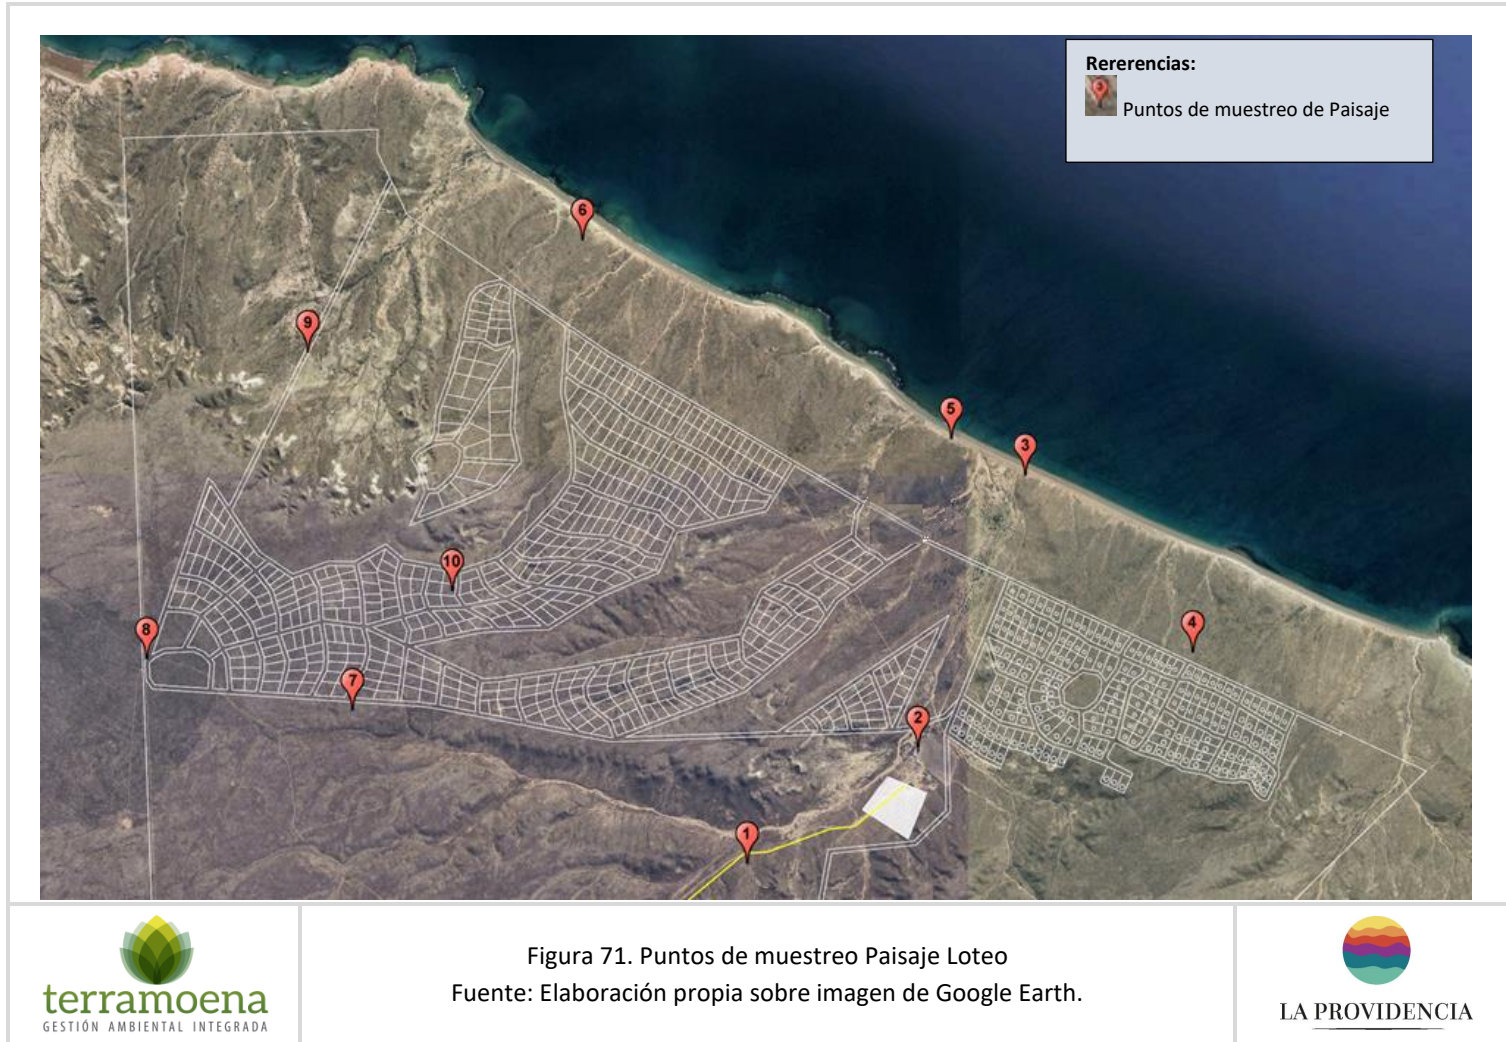 Rererencias:
3
Puntos de muestreo de Paisaje
6
9
5
3
10
4
8
7
2
1
terramoena
GESTIÓN AMBIENTAL INTEGRADA
Figura 71. Puntos de muestreo Paisaje Loteo
Fuente: Elaboración propia sobre imagen de Google Earth.
LA PROVIDENCIA